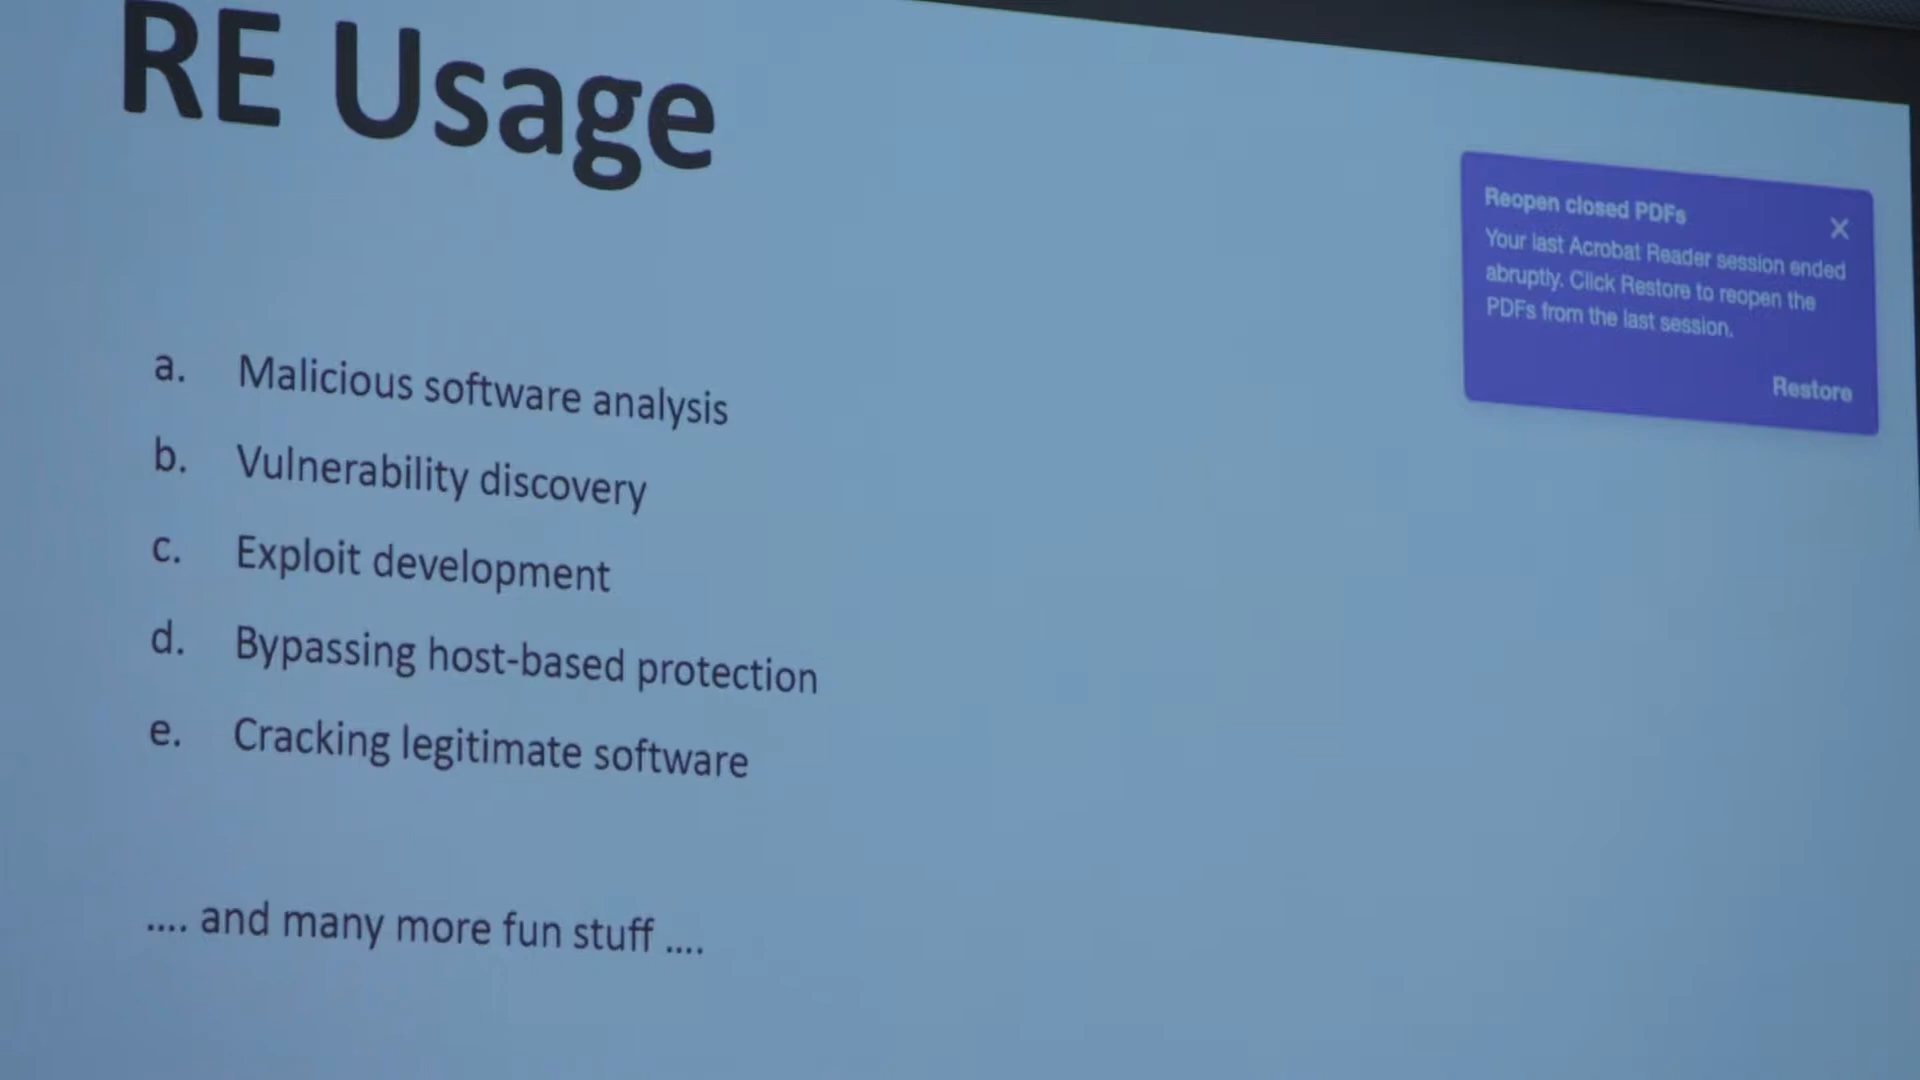 RE Usage
a. Malicious software analysis
b. Vulnerability discovery
c. Exploit development
d. Bypassing host-based protection
e. Cracking legitimate software
.... and many more fun stuff ....
Reopen closed PDFs
Your last Acrobat Reader session ended
abruptly. Click Restore to reopen the
PDFs from the last session.
Restore